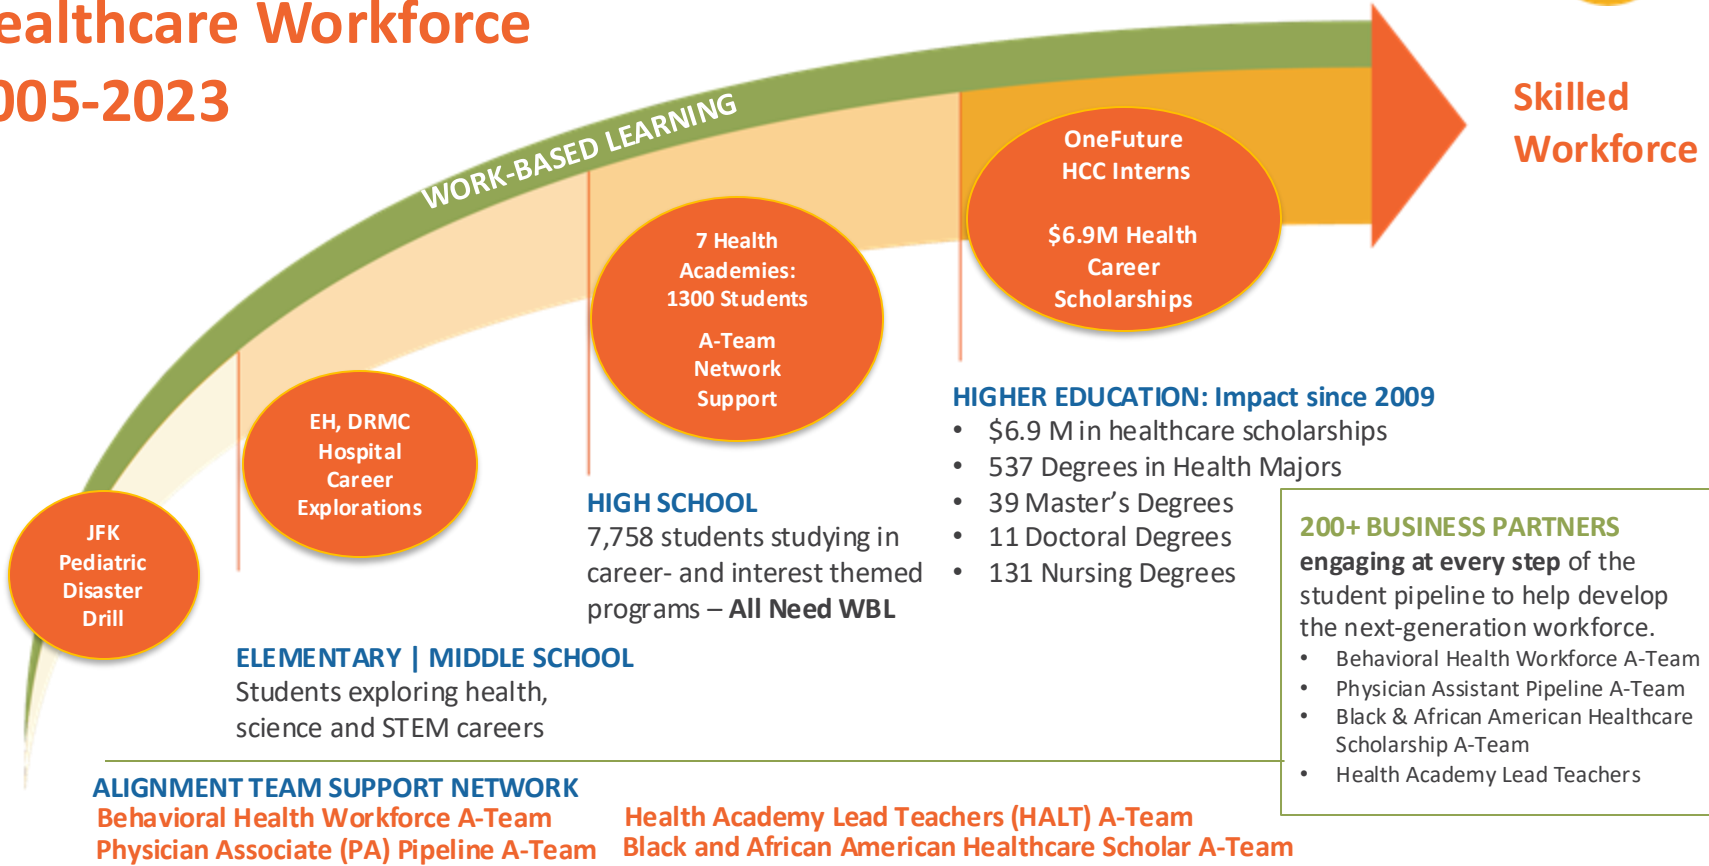 ealthcare Workforce
005-2023
WORK-BASED LEARNING
Skilled
Workforce
OneFuture
HCC Interns
$6.9M Health
Career
Scholarships
7 Health
Academies:
1300 Students
A-Team
Network
Support
EH, DRMC
Hospital
Career
Explorations
JFK
Pediatric
Disaster
Drill
HIGHER EDUCATION: Impact since 2009
• $6.9 M in healthcare scholarships
• 537 Degrees in Health Majors
• 39 Master's Degrees
• 11 Doctoral Degrees
• 131 Nursing Degrees
HIGH SCHOOL
7,758 students studying in
career- and interest themed
programs – All Need WBL
ELEMENTARY | MIDDLE SCHOOL
Students exploring health,
science and STEM careers
200+ BUSINESS PARTNERS
engaging at every step of the
student pipeline to help develop
the next-generation workforce.
• Behavioral Health Workforce A-Team
• Physician Assistant Pipeline A-Team
• Black & African American Healthcare
Scholarship A-Team
• Health Academy Lead Teachers
ALIGNMENT TEAM SUPPORT NETWORK
Behavioral Health Workforce A-Team
Physician Associate (PA) Pipeline A-Team
Health Academy Lead Teachers (HALT) A-Team
Black and African American Healthcare Scholar A-Team